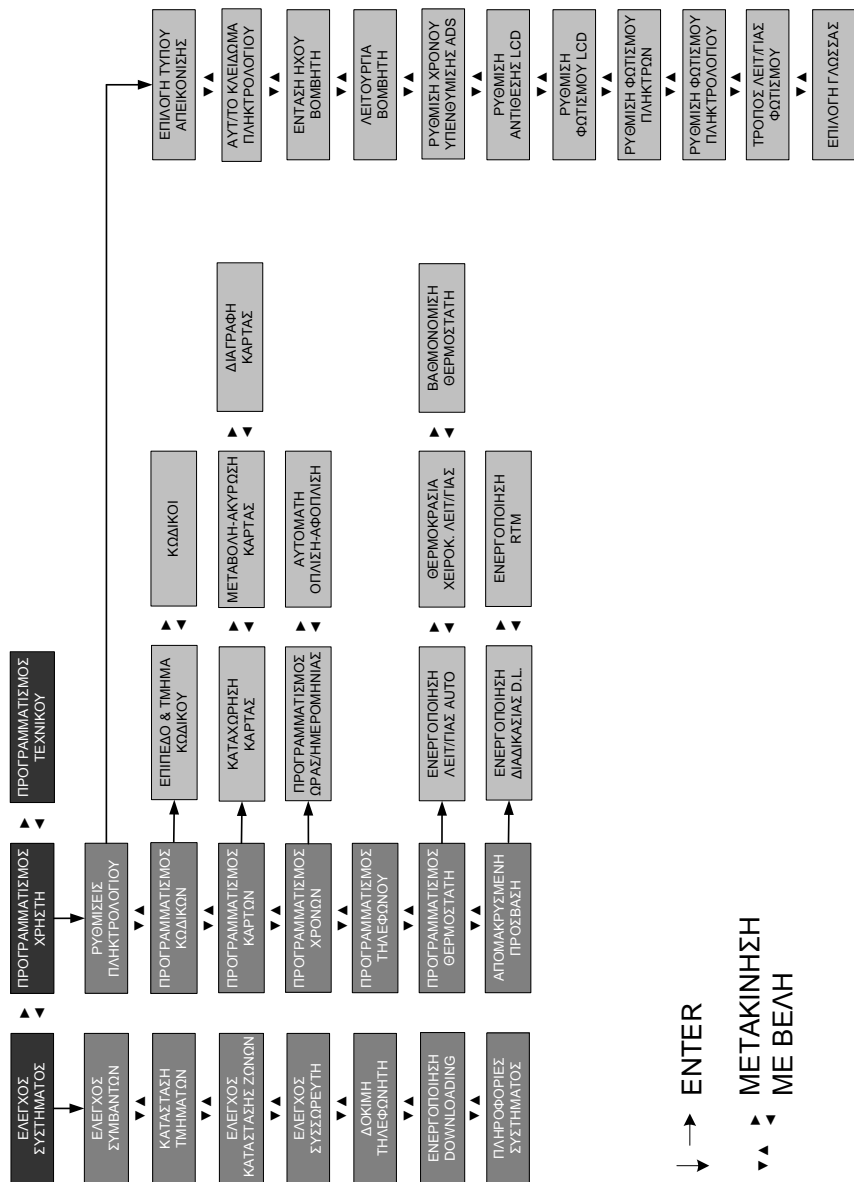 ΕΛΕΓΧΟΣ
ΣΥΣΤΗΜΑΤΟΣ
ΠΡΟΓΡΑΜΜΑΤΙΣΜΟΣ
ΧΡΗΣΤΗ
ΠΡΟΓΡΑΜΜΑΤΙΣΜΟΣ
ΤΕΧΝΙΚΟΥ
ΕΛΕΓΧΟΣ
ΣΥΜΒΑΝΤΩΝ
ΡΥΘΜΙΣΕΙΣ
ΠΛΗΚΤΡΟΛΟΓΙΟΥ
ΕΠΙΛΟΓΗ ΤΥΠΟΥ
ΑΠΕΙΚΟΝΙΣΗΣ
ΚΑΤΑΣΤΑΣΗ
ΤΜΗΜΑΤΩΝ
ΠΡΟΓΡΑΜΜΑΤΙΣΜΟΣ
ΚΩΔΙΚΩΝ
ΕΠΙΠΕΔΟ & ΤΜΗΜΑ
ΚΩΔΙΚΟΥ
ΚΩΔΙΚΟΙ
ΑΥΤ/ΤΟ ΚΛΕΙΔΩΜΑ
ΠΛΗΚΤΡΟΛΟΓΙΟΥ
ΕΛΕΓΧΟΣ
ΚΑΤΑΣΤΑΣΗΣ ΖΩΝΩΝ
ΠΡΟΓΡΑΜΜΑΤΙΣΜΟΣ
ΚΑΡΤΩΝ
ΚΑΤΑΧΩΡΗΣΗ
ΚΑΡΤΑΣ
ΜΕΤΑΒΟΛΗ-ΑΚΥΡΩΣΗ
ΚΑΡΤΑΣ
ΔΙΑΓΡΑΦΗ
ΚΑΡΤΑΣ
ΕΝΤΑΣΗ ΗΧΟΥ
ΒΟΜΒΗΤΗ
ΕΛΕΓΧΟΣ
ΣΥΣΣΩΡΕΥΤΗ
ΠΡΟΓΡΑΜΜΑΤΙΣΜΟΣ
ΧΡΟΝΩΝ
ΠΡΟΓΡΑΜΜΑΤΙΣΜΟΣ
ΩΡΑΣ/ΗΜΕΡΟΜΗΝΙΑΣ
ΑΥΤΟΜΑΤΗ
ΟΠΛΙΣΗ-ΑΦΟΠΛΙΣΗ
ΛΕΙΤΟΥΡΓΙΑ
ΒΟΜΒΗΤΗ
ΔΟΚΙΜΗ
ΤΗΛΕΦΩΝΗΤΗ
ΠΡΟΓΡΑΜΜΑΤΙΣΜΟΣ
ΤΗΛΕΦΩΝΟΥ
ΡΥΘΜΙΣΗ ΧΡΟΝΟΥ
ΥΠΕΝΘΥΜΙΣΗΣ ADS
ΕΝΕΡΓΟΠΟΙΗΣΗ
DOWNLOADING
ΠΡΟΓΡΑΜΜΑΤΙΣΜΟΣ
ΘΕΡΜΟΣΤΑΤΗ
ΕΝΕΡΓΟΠΟΙΗΣΗ
ΛΕΙΤ/ΓΙΑΣ AUTO
ΘΕΡΜΟΚΡΑΣΙΑ
ΧΕΙΡΟΚ. ΛΕΙΤ/ΓΙΑΣ
ΒΑΘΜΟΝΟΜΙΣΗ
ΘΕΡΜΟΣΤΑΤΗ
ΡΥΘΜΙΣΗ
ΑΝΤΙΘΕΣΗΣ LCD
ΠΛΗΡΟΦΟΡΙΕΣ
ΣΥΣΤΗΜΑΤΟΣ
ΑΠΟΜΑΚΡΥΣΜΕΝΗ
ΠΡΟΣΒΑΣΗ
ΕΝΕΡΓΟΠΟΙΗΣΗ
ΔΙΑΔΙΚΑΣΙΑΣ D.L.
ΕΝΕΡΓΟΠΟΙΗΣΗ
RTM
ΡΥΘΜΙΣΗ
ΦΩΤΙΣΜΟΥ LCD
ΡΥΘΜΙΣΗ ΦΩΤΙΣΜΟΥ
ΠΛΗΚΤΡΩΝ
ΡΥΘΜΙΣΗ ΦΩΤΙΣΜΟΥ
ΠΛΗΚΤΡΟΛΟΓΙΟΥ
ΤΡΟΠΟΣ ΛΕΙΤ/ΓΙΑΣ
ΦΩΤΙΣΜΟΥ
ΕΠΙΛΟΓΗ ΓΛΩΣΣΑΣ
ENTER
ΜΕΤΑΚΙΝΗΣΗ
ΜΕ ΒΕΛΗ